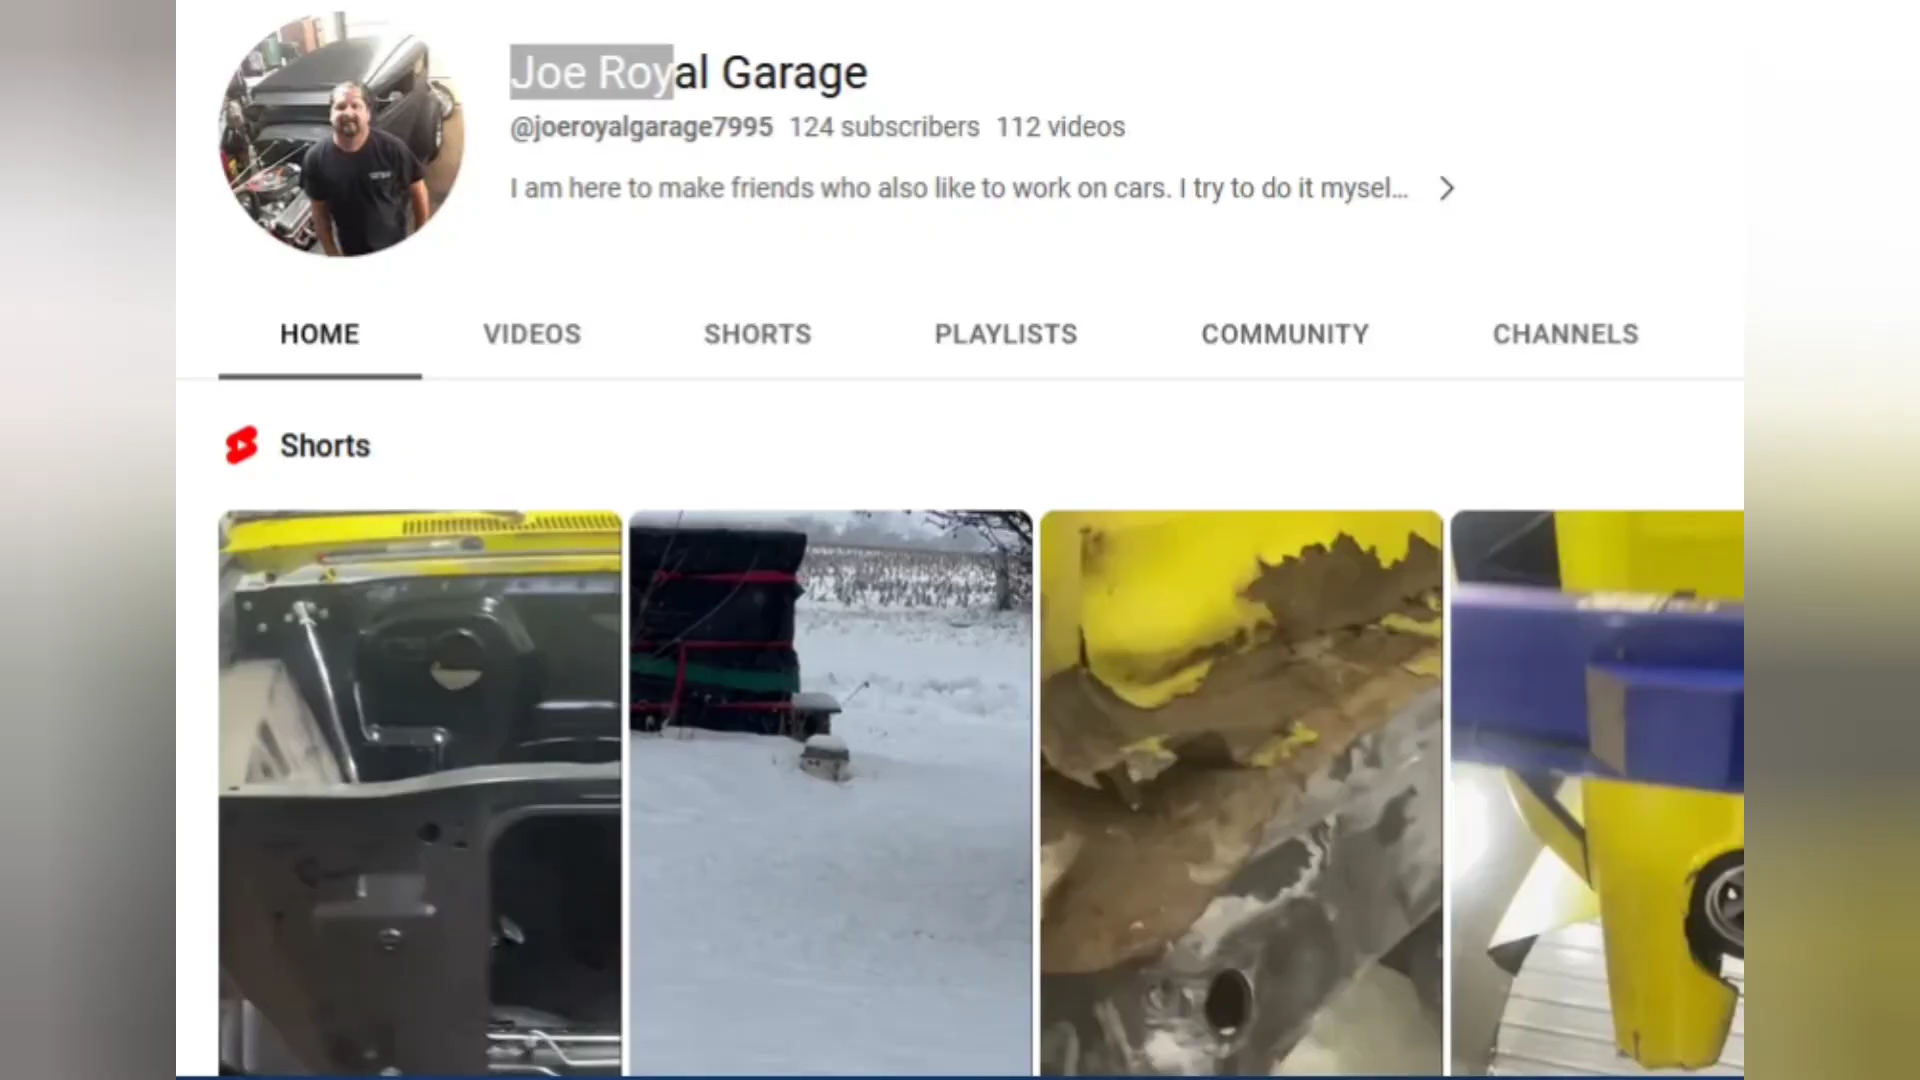 Joe Royal Garage
@joeroyalgarage7995 124 subscribers 112 videos
I am here to make friends who also like to work on cars. I try to do it mysel...
HOME VIDEOS SHORTS PLAYLISTS COMMUNITY CHANNELS
Shorts